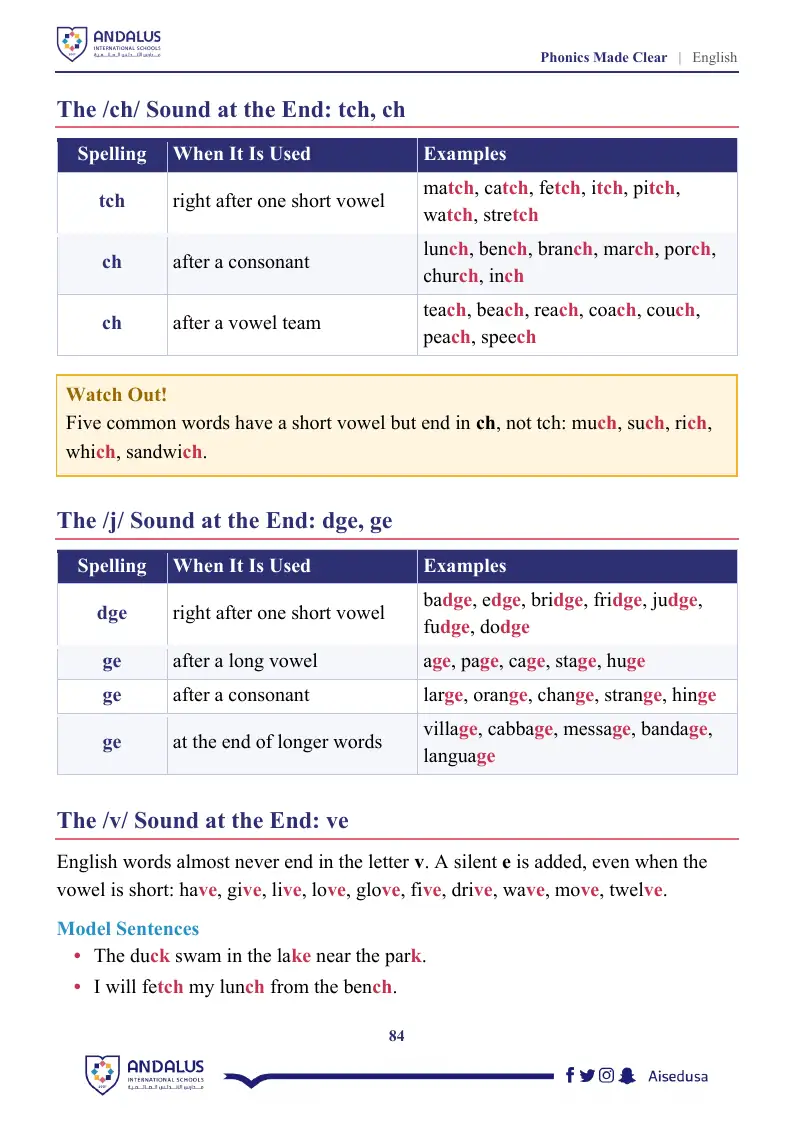 ANDALUS
INTERNATIONAL SCHOOLS
مدارس الأندلس العالمية
Phonics Made Clear | English
The /ch/ Sound at the End: tch, ch
Spelling When It Is Used Examples
tch right after one short vowel match, catch, fetch, itch, pitch,
watch, stretch
ch after a consonant lunch, bench, branch, march, porch,
church, inch
ch after a vowel team teach, beach, reach, coach, couch,
peach, speech
Watch Out!
Five common words have a short vowel but end in ch, not tch: much, such, rich,
which, sandwich.
The /j/ Sound at the End: dge, ge
Spelling When It Is Used Examples
dge right after one short vowel badge, edge, bridge, fridge, judge,
fudge, dodge
ge after a long vowel age, page, cage, stage, huge
ge after a consonant large, orange, change, strange, hinge
ge at the end of longer words village, cabbage, message, bandage,
language
The /v/ Sound at the End: ve
English words almost never end in the letter v. A silent e is added, even when the
vowel is short: have, give, live, love, glove, five, drive, wave, move, twelve.
Model Sentences
• The duck swam in the lake near the park.
• I will fetch my lunch from the bench.
84
ANDALUS
INTERNATIONAL SCHOOLS
مدارس الأندلس العالمية
Aisedusa